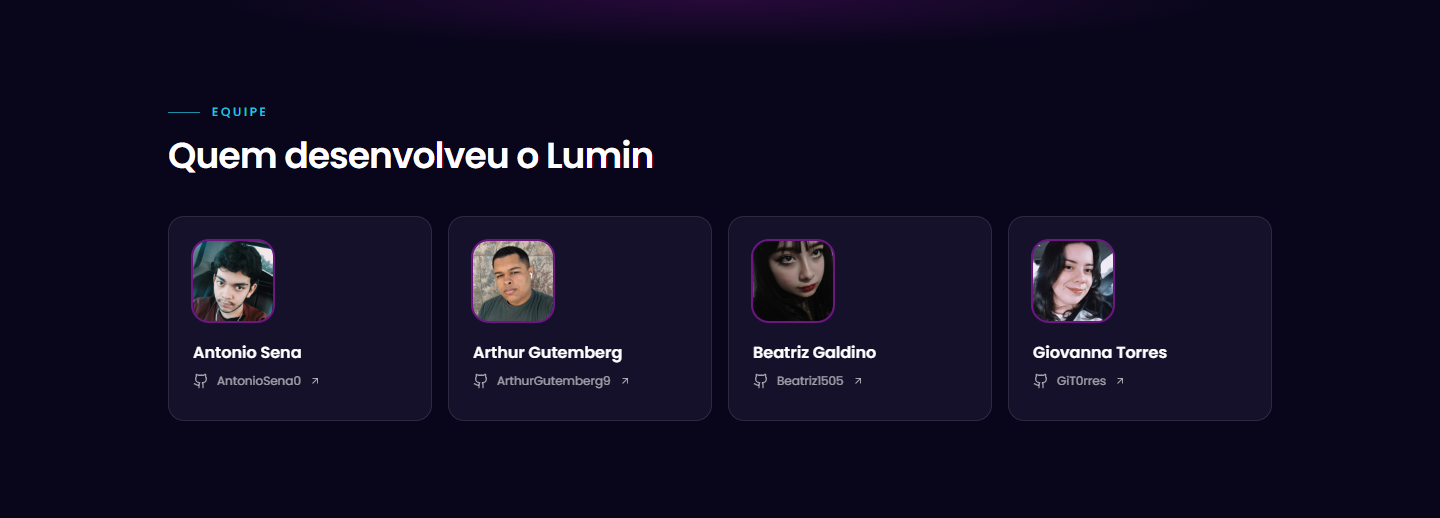 EQUIPE
Quem desenvolveu o Lumin
Antonio Sena
AntonioSena0
Arthur Gutemberg
ArthurGutemberg9
Beatriz Galdino
Beatriz1505
Giovanna Torres
GiT0rres